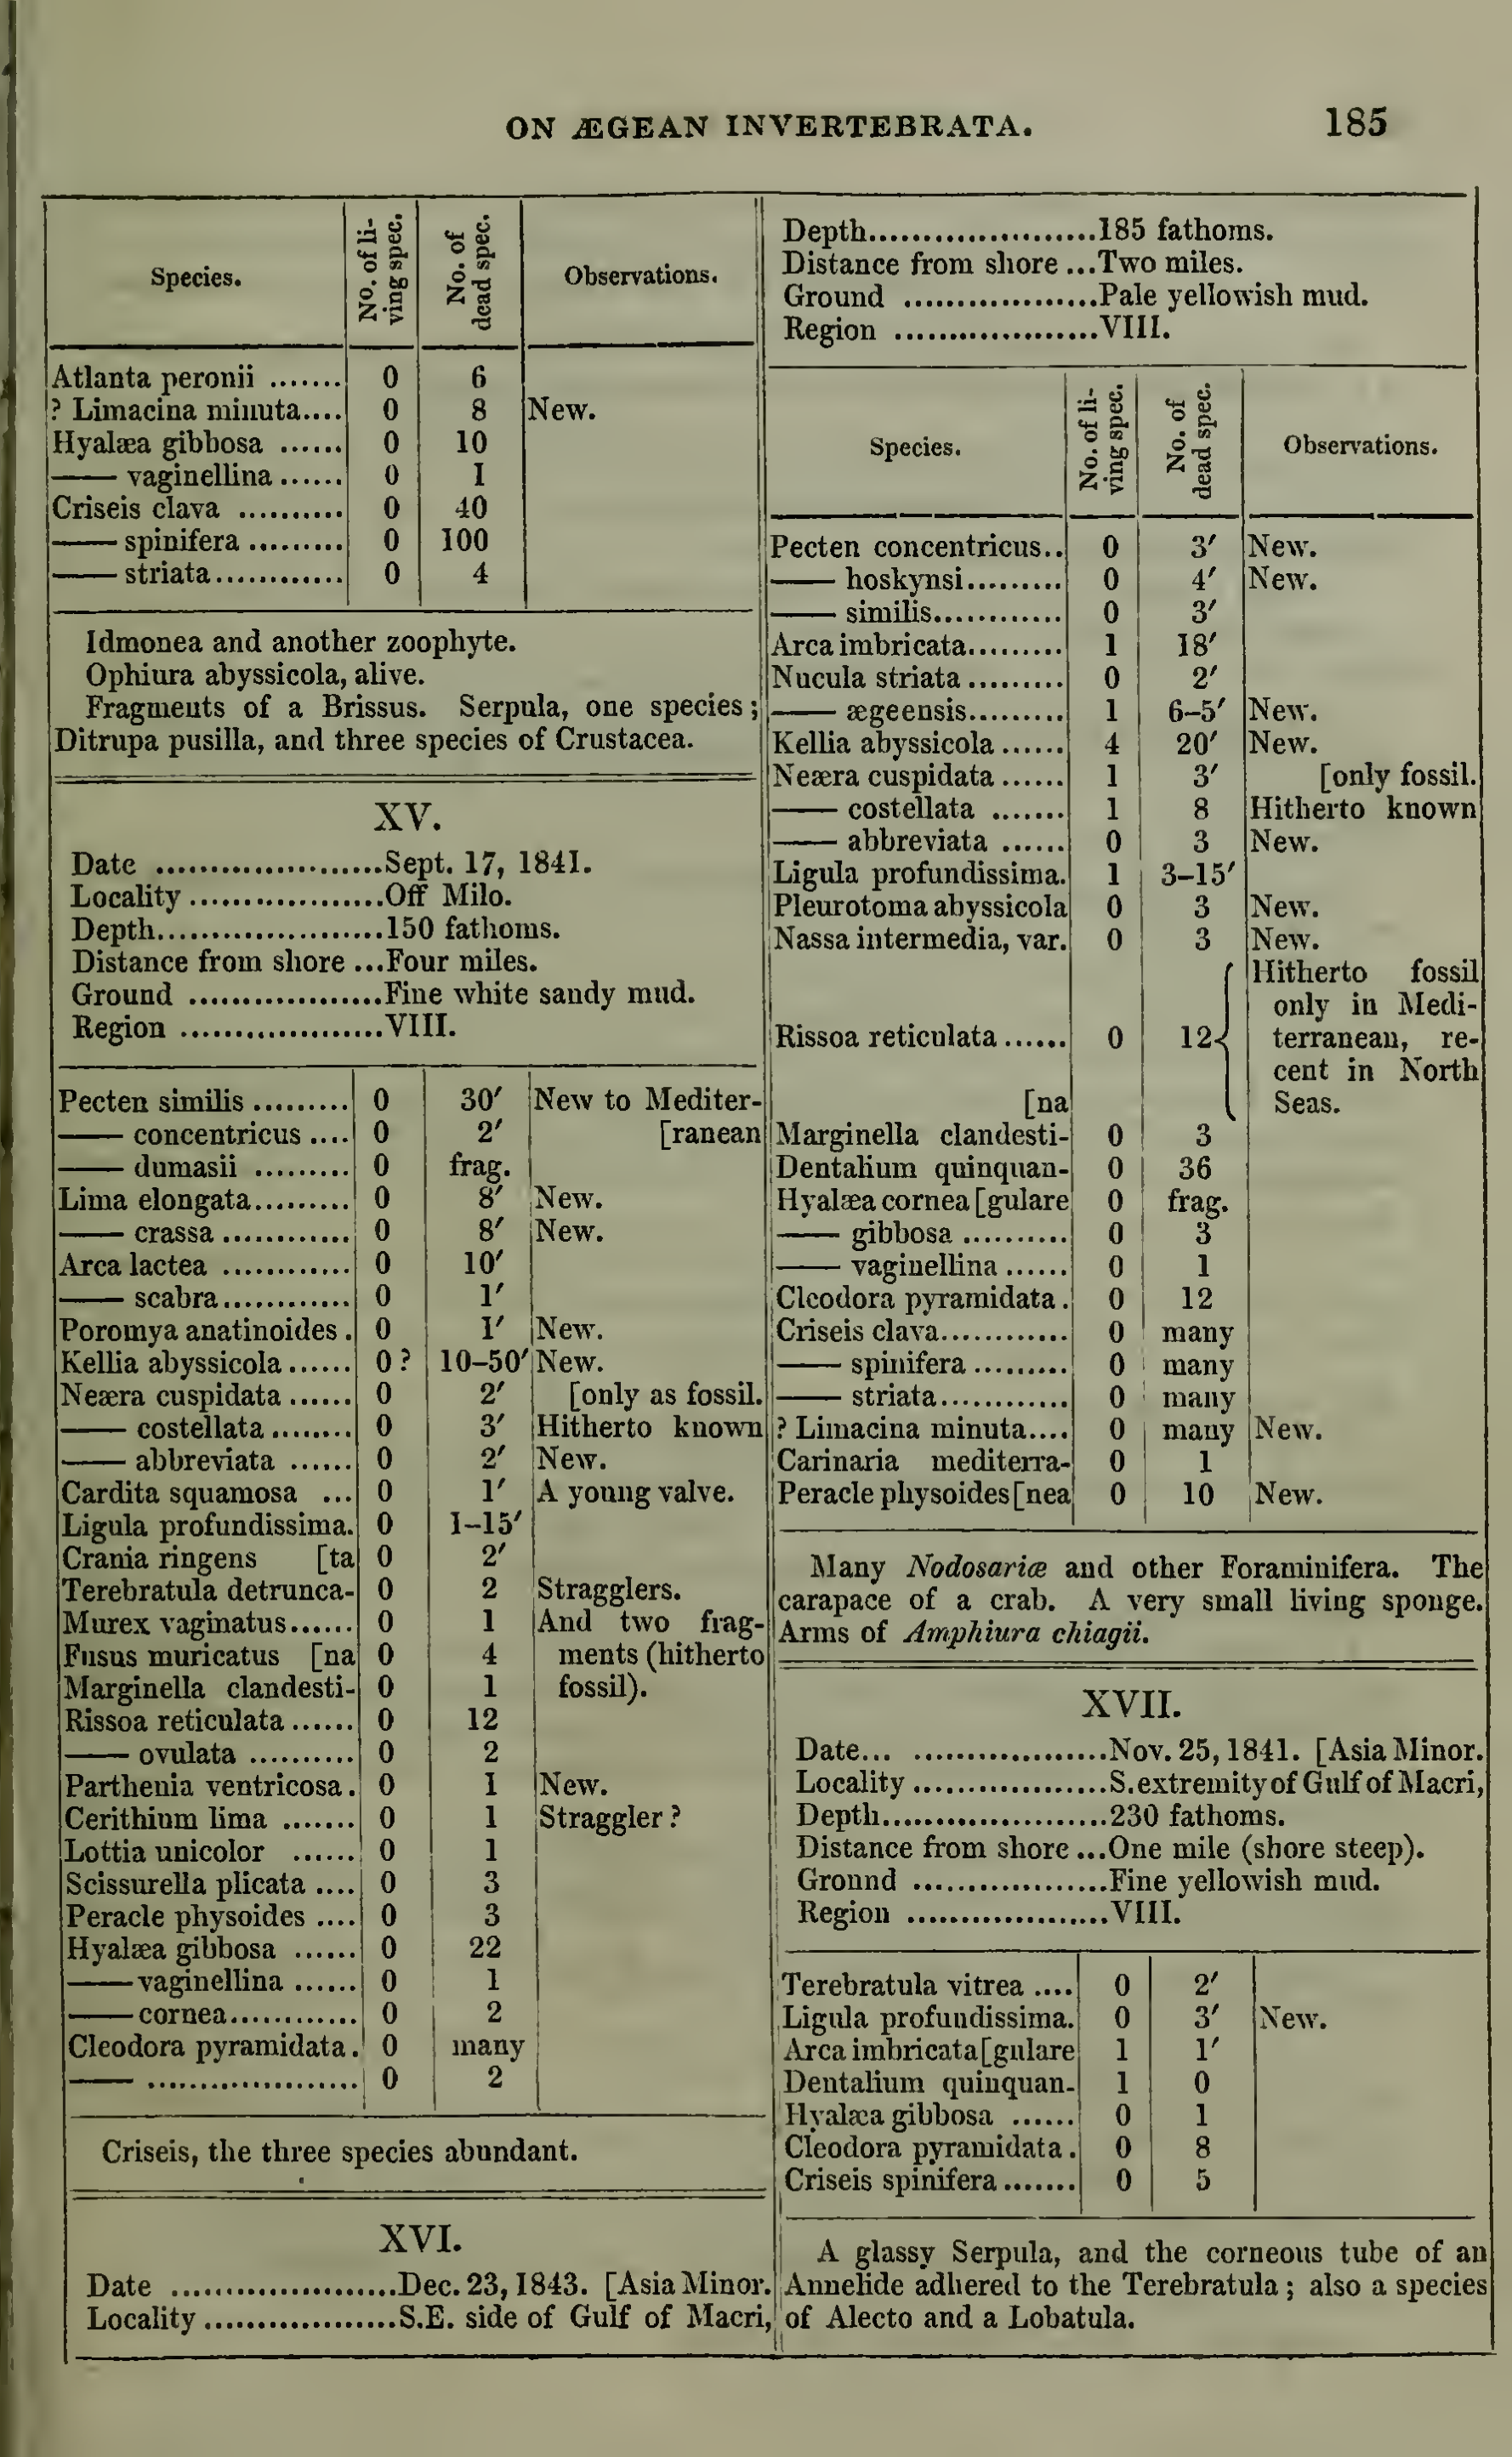 ON ÆGEAN INVERTEBRATA. 185
Species. No. of li-ving spec. No. of dead spec. Observations.
Atlanta peronii ....... 0 6
? Limacina minuta.... 0 8 New.
Hyalæa gibbosa ...... 0 10
—— vaginellina ...... 0 1
Criseis clava .......... 0 40
—— spinifera ......... 0 100
—— striata............ 0 4
Idmonea and another zoophyte.
Ophiura abyssicola, alive.
Fragments of a Brissus. Serpula, one species;
Ditrupa pusilla, and three species of Crustacea.
XV.
Date .....................Sept. 17, 1841.
Locality ..................Off Milo.
Depth.....................150 fathoms.
Distance from shore ...Four miles.
Ground ..................Fine white sandy mud.
Region ...................VIII.
Pecten similis ......... 0 30′ New to Mediter-
—— concentricus .... 0 2′ [ranean
—— dumasii ......... 0 frag.
Lima elongata......... 0 8′ New.
—— crassa ............ 0 8′ New.
Arca lactea ............ 0 10′
—— scabra............ 0 1′
Poromya anatinoides . 0 1′ New.
Kellia abyssicola ...... 0? 10–50′ New.
Neæra cuspidata ...... 0 2′ [only as fossil.
—— costellata ........ 0 3′ Hitherto known
—— abbreviata ...... 0 2′ New.
Cardita squamosa ... 0 1′ A young valve.
Ligula profundissima. 0 1–15′
Crania ringens [ta 0 2′
Terebratula detrunca- 0 2 Stragglers.
Murex vaginatus...... 0 1 And two frag-
Fusus muricatus [na 0 4 ments (hitherto
Marginella clandesti- 0 1 fossil).
Rissoa reticulata ...... 0 12
—— ovulata .......... 0 2
Parthenia ventricosa. 0 1 New.
Cerithium lima ....... 0 1 Straggler?
Lottia unicolor ...... 0 1
Scissurella plicata .... 0 3
Peracle physoides .... 0 3
Hyalæa gibbosa ...... 0 22
—— vaginellina ...... 0 1
—— cornea............ 0 2
Cleodora pyramidata. 0 many
—— .................... 0 2
Criseis, the three species abundant.
XVI.
Date .....................Dec. 23, 1843. [Asia Minor.
Locality ..................S.E. side of Gulf of Macri,
Depth.....................185 fathoms.
Distance from shore ...Two miles.
Ground ..................Pale yellowish mud.
Region ...................VIII.
Species. No. of li-ving spec. No. of dead spec. Observations.
Pecten concentricus.. 0 3′ New.
—— hoskynsi......... 0 4′ New.
—— similis............ 0 3′
Arca imbricata......... 1 18′
Nucula striata ......... 0 2′
—— ægeensis......... 1 6–5′ New.
Kellia abyssicola ...... 4 20′ New.
Neæra cuspidata ...... 1 3′ [only fossil.
—— costellata ....... 1 8 Hitherto known
—— abbreviata ...... 0 3 New.
Ligula profundissima. 1 3–15′
Pleurotoma abyssicola 0 3 New.
Nassa intermedia, var. 0 3 New.
Hitherto fossil
only in Medi-
Rissoa reticulata ...... 0 12 terranean, re-
cent in North
[na Seas.
Marginella clandesti- 0 3
Dentalium quinquan- 0 36
Hyalæa cornea [gulare 0 frag.
—— gibbosa .......... 0 3
—— vaginellina ...... 0 1
Cleodora pyramidata. 0 12
Criseis clava............ 0 many
—— spinifera ......... 0 many
—— striata............ 0 many
? Limacina minuta.... 0 many New.
Carinaria mediterra- 0 1
Peracle physoides [nea 0 10 New.
Many Nodosariæ and other Foraminifera. The
carapace of a crab. A very small living sponge.
Arms of Amphiura chiagii.
XVII.
Date... ..................Nov. 25, 1841. [Asia Minor.
Locality ..................S. extremity of Gulf of Macri,
Depth.....................230 fathoms.
Distance from shore ...One mile (shore steep).
Ground ..................Fine yellowish mud.
Region ...................VIII.
Terebratula vitrea .... 0 2′
Ligula profundissima. 0 3′ New.
Arca imbricata [gulare 1 1′
Dentalium quinquan- 1 0
Hyalæa gibbosa ...... 0 1
Cleodora pyramidata. 0 8
Criseis spinifera ....... 0 5
A glassy Serpula, and the corneous tube of an
Annelide adhered to the Terebratula; also a species
of Alecto and a Lobatula.